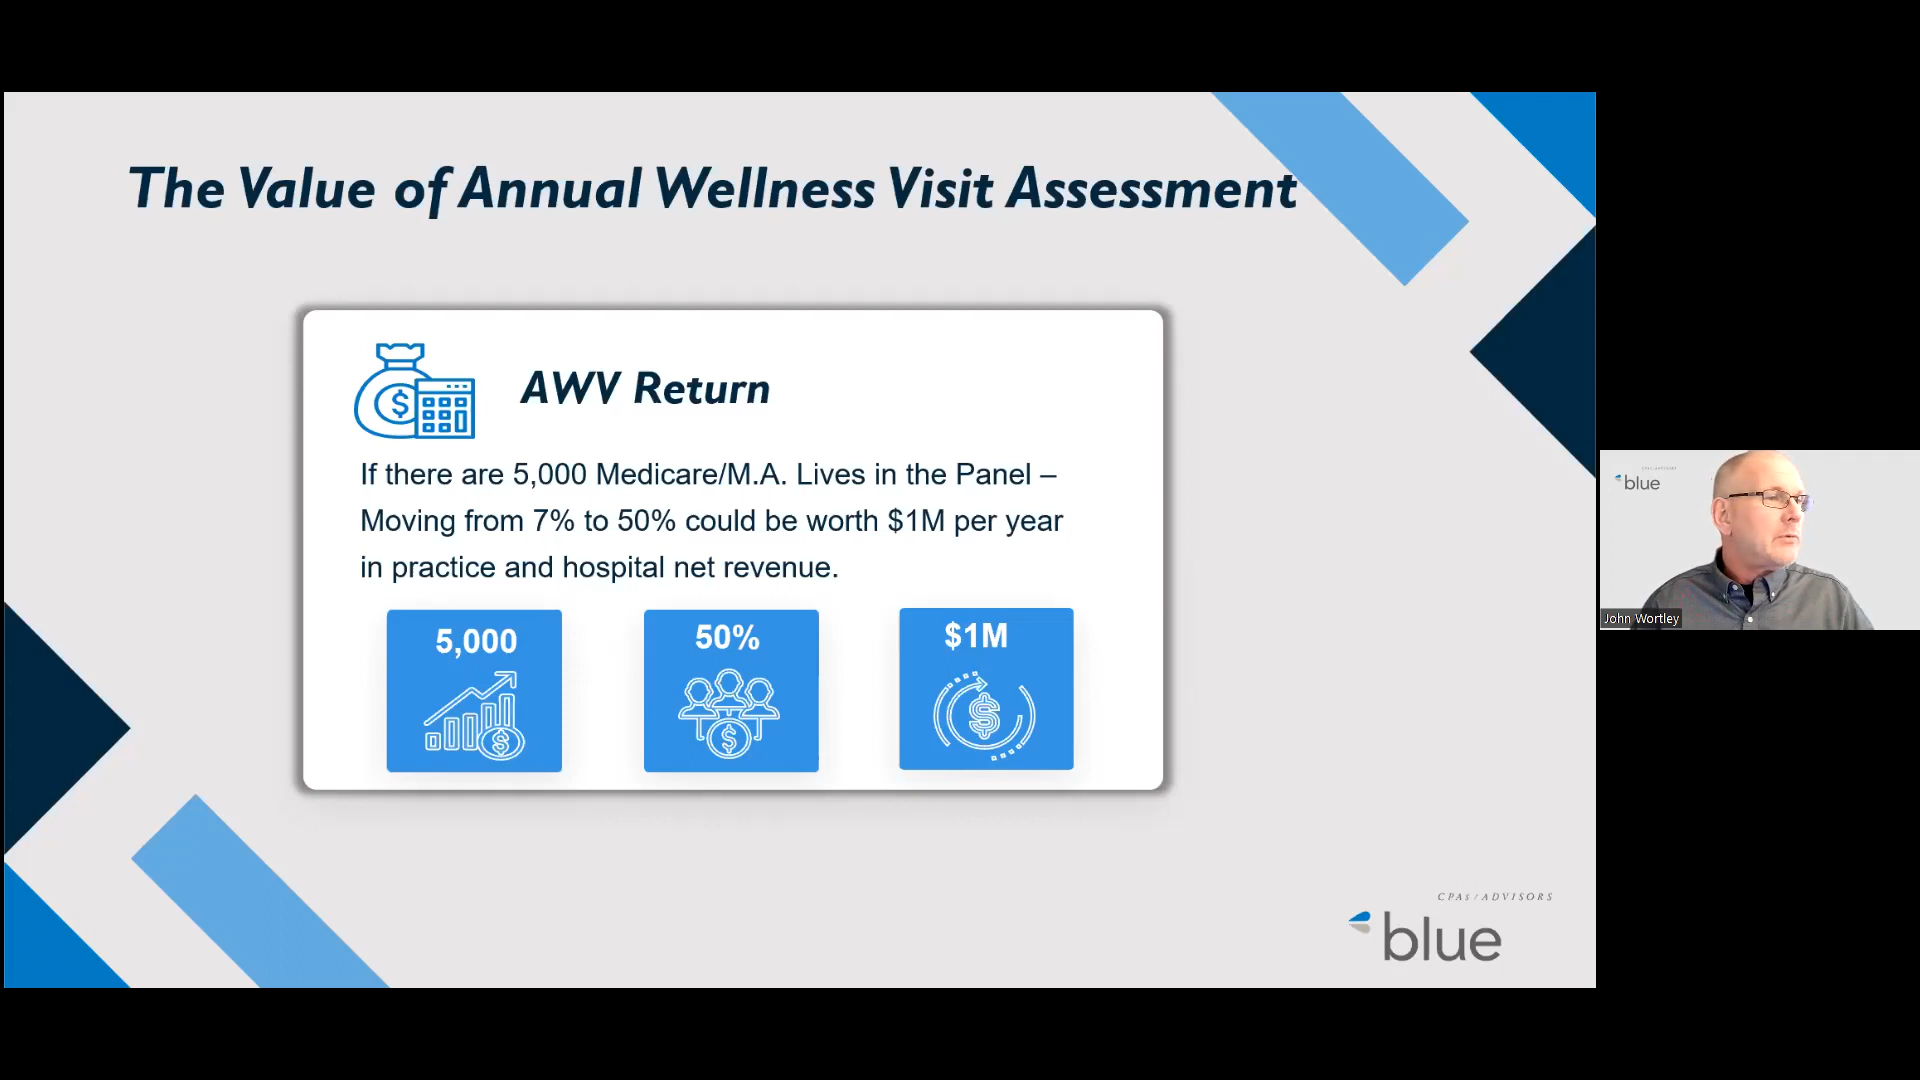 The Value of Annual Wellness Visit Assessment
AWV Return
If there are 5,000 Medicare/M.A. Lives in the Panel –
Moving from 7% to 50% could be worth $1M per year
in practice and hospital net revenue.
5,000
50%
$1M
CPAs/ADVISORS
blue
blue
John Wortley